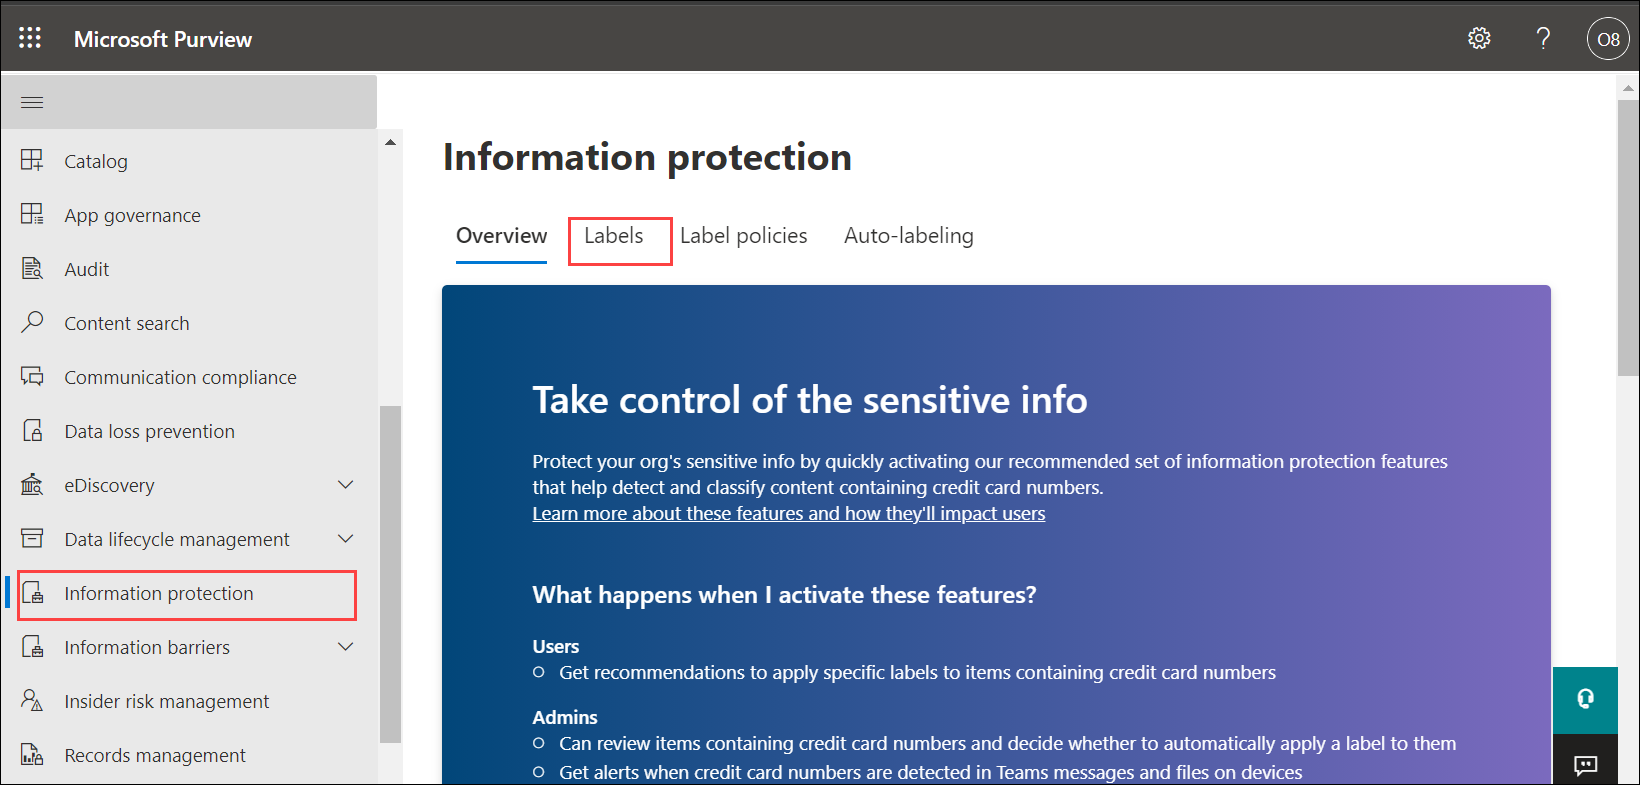 Microsoft Purview
O8
Catalog
App governance
Audit
Content search
Communication compliance
Data loss prevention
eDiscovery
Data lifecycle management
Information protection
Information barriers
Insider risk management
Records management
Information protection
Overview Labels Label policies Auto-labeling
Take control of the sensitive info
Protect your org's sensitive info by quickly activating our recommended set of information protection features
that help detect and classify content containing credit card numbers.
Learn more about these features and how they'll impact users
What happens when I activate these features?
Users
Get recommendations to apply specific labels to items containing credit card numbers
Admins
Can review items containing credit card numbers and decide whether to automatically apply a label to them
Get alerts when credit card numbers are detected in Teams messages and files on devices